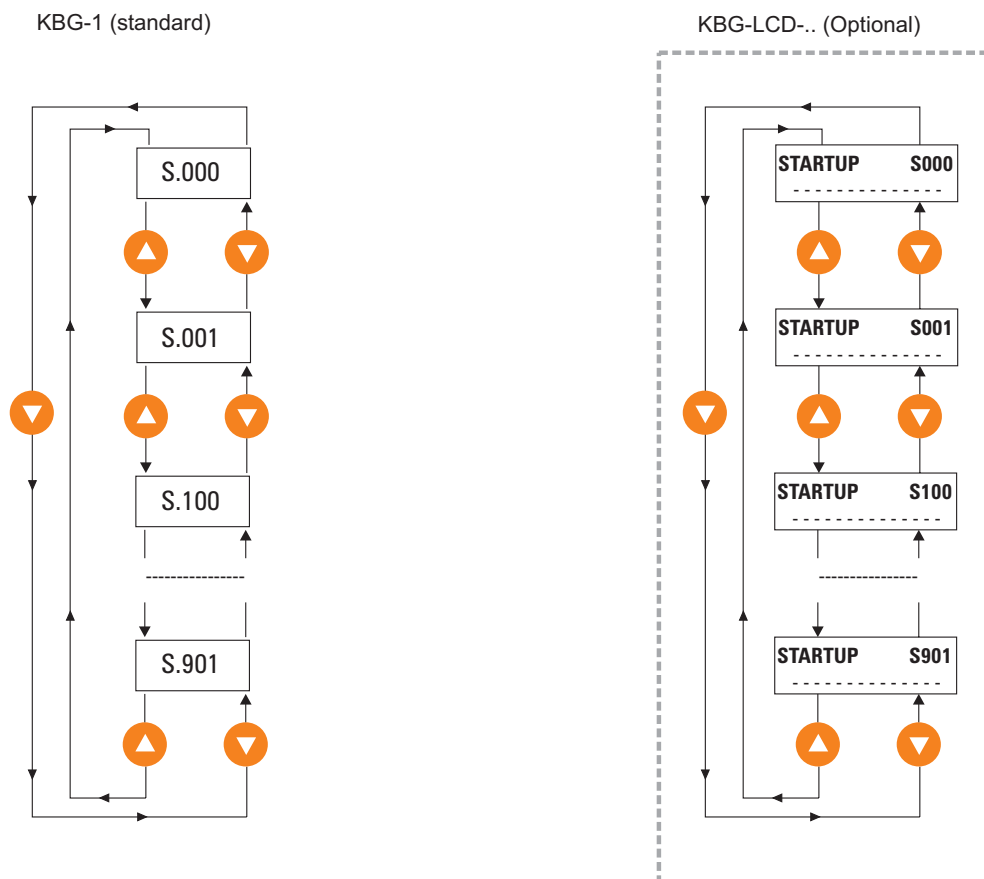 KBG-1 (standard)
S.000
S.001
S.100
---------------
S.901
KBG-LCD-.. (Optional)
STARTUP S000
- - - - - - - - - - - - - -
STARTUP S001
- - - - - - - - - - - - - -
STARTUP S100
- - - - - - - - - - - - - -
---------------
STARTUP S901
- - - - - - - - - - - - - -